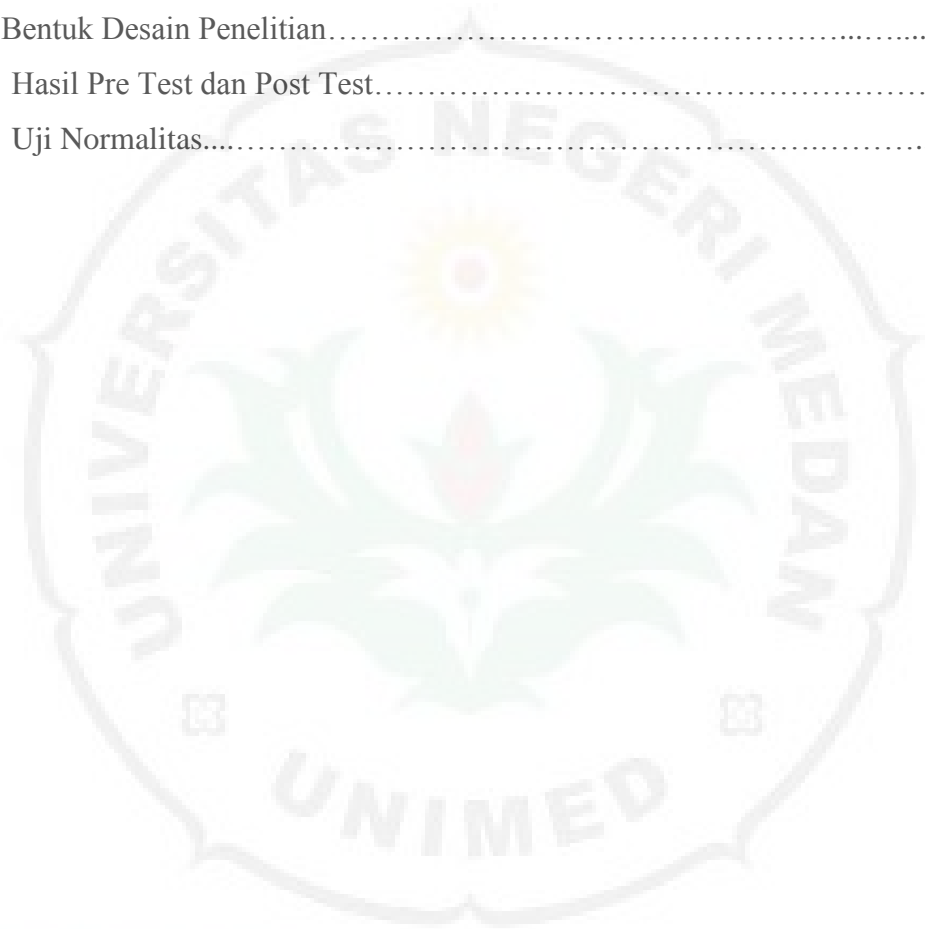 Bentuk Desain Penelitian……………………………………………...…....
Hasil Pre Test dan Post Test……………………………………………
Uji Normalitas....……………………………………………….……….
UNIVERSITAS NEGERI MEDAN
UNIMED